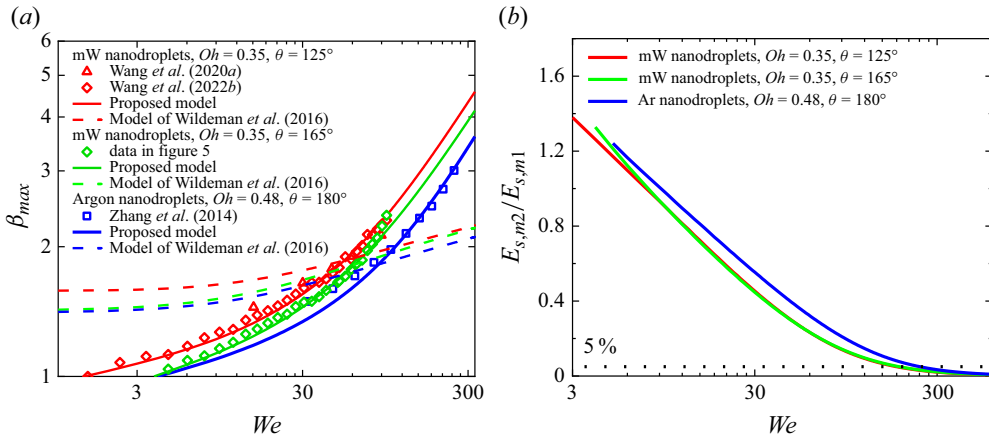 (a)
6
5
4
3
2
1
β_max
mW nanodroplets, Oh = 0.35, θ = 125°
Wang et al. (2020a)
Wang et al. (2022b)
Proposed model
Model of Wildeman et al. (2016)
mW nanodroplets, Oh = 0.35, θ = 165°
data in figure 5
Proposed model
Model of Wildeman et al. (2016)
Argon nanodroplets, Oh = 0.48, θ = 180°
Zhang et al. (2014)
Proposed model
Model of Wildeman et al. (2016)
3 30 300
We
(b)
1.6
1.2
0.8
0.4
0
E_s,m2/E_s,m1
mW nanodroplets, Oh = 0.35, θ = 125°
mW nanodroplets, Oh = 0.35, θ = 165°
Ar nanodroplets, Oh = 0.48, θ = 180°
5 %
3 30 300
We